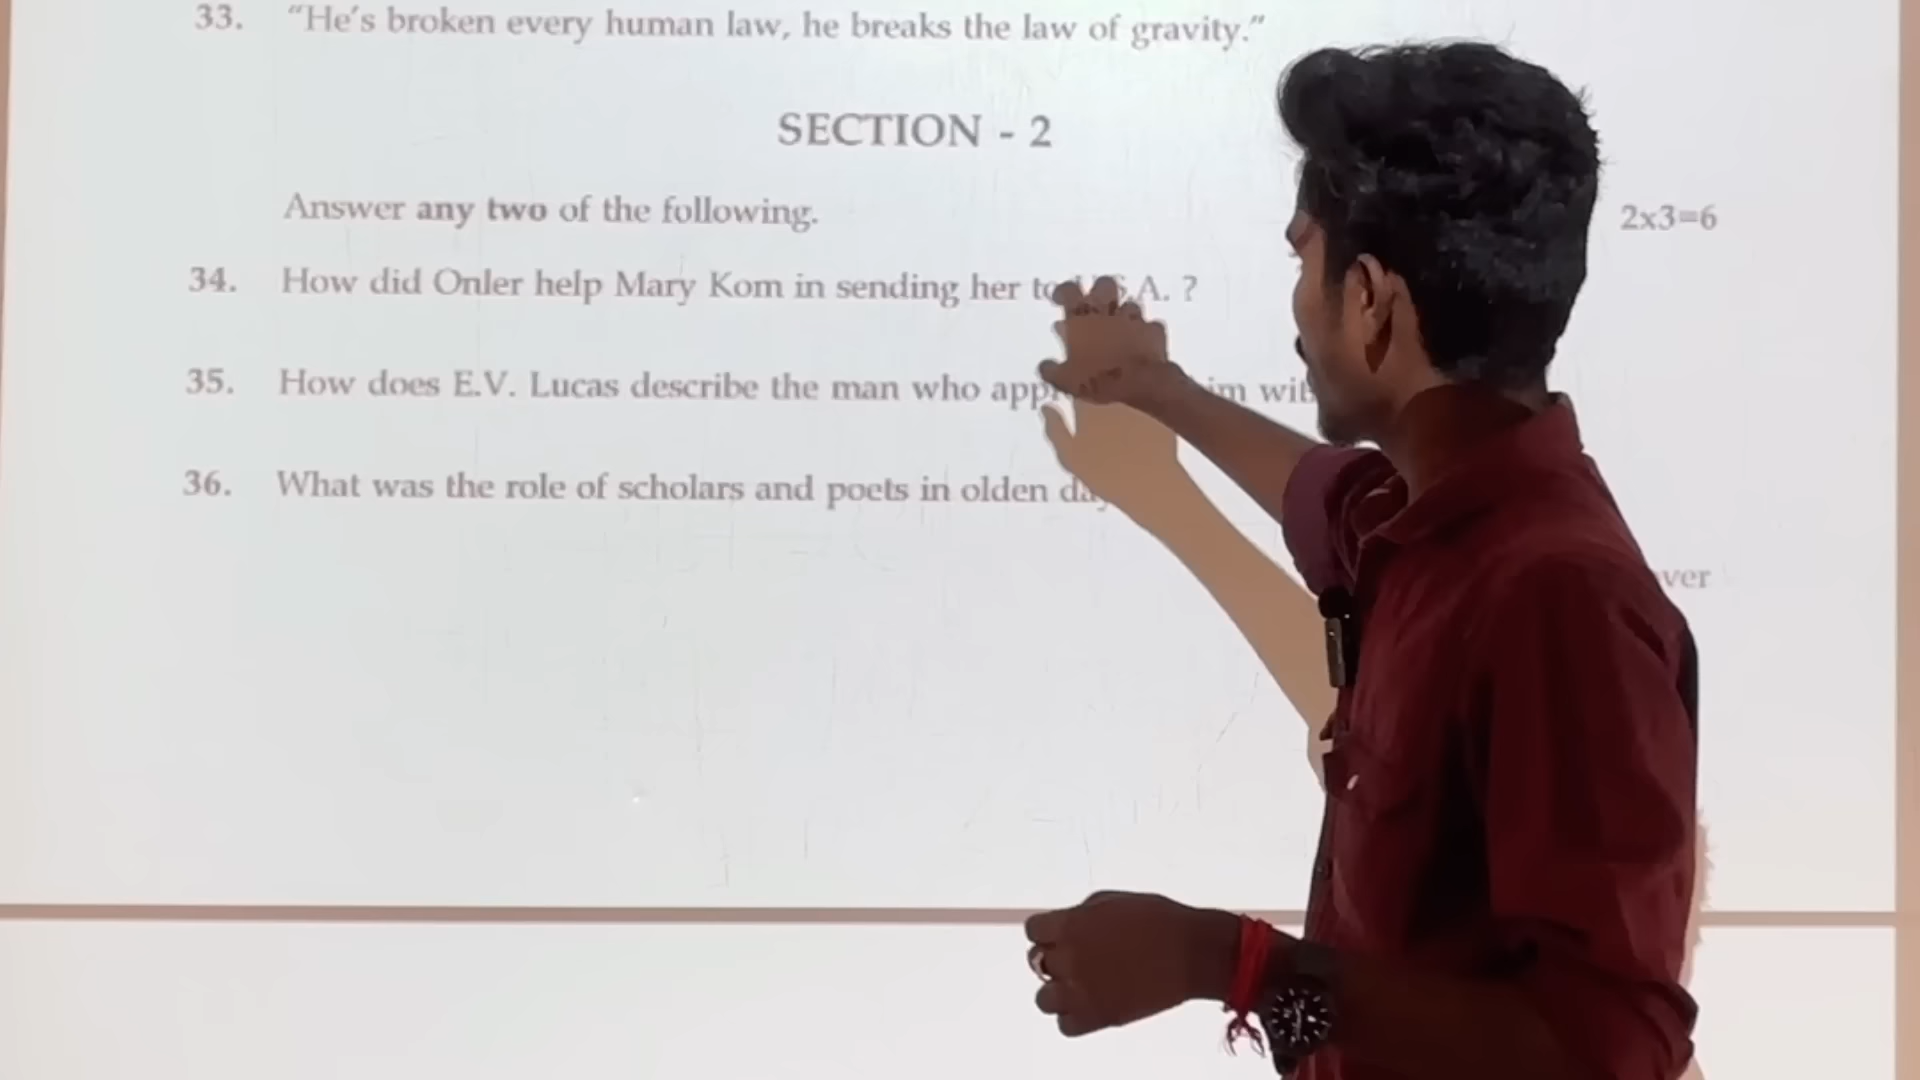 33. “He’s broken every human law, he breaks the law of gravity.”
SECTION - 2
Answer any two of the following.
2x3=6
34. How did Onler help Mary Kom in sending her to U.S.A. ?
35. How does E.V. Lucas describe the man who
36. What was the role of scholars and poets in olden